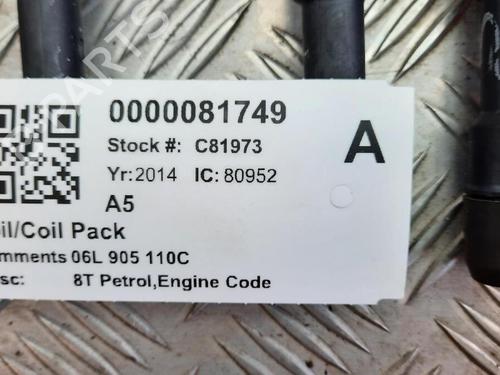 0000081749
Stock #: C81973
A
Yr:2014 IC: 80952
A5
oil/Coil Pack
mments 06L 905 110C
sc: 8T Petrol,Engine Code